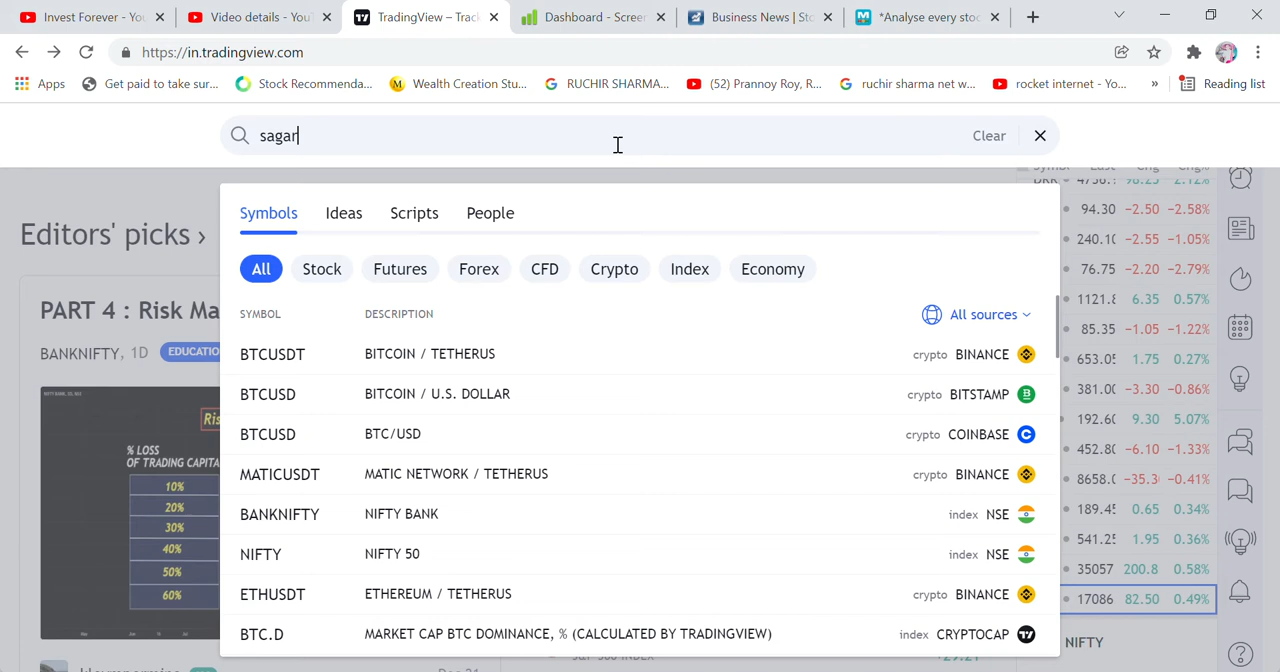 Invest Forever - You
Video details - YouT
TradingView – Track
Dashboard - Screen
Business News | Sto
*Analyse every stoc
https://in.tradingview.com
Apps
Get paid to take sur...
Stock Recommenda...
Wealth Creation Stu...
RUCHIR SHARMA...
(52) Prannoy Roy, R...
ruchir sharma net w...
rocket internet - Yo...
»
Reading list
sagar
Clear
Symbols
Ideas
Scripts
People
All
Stock
Futures
Forex
CFD
Crypto
Index
Economy
SYMBOL DESCRIPTION All sources
BTCUSDT BITCOIN / TETHERUS crypto BINANCE
BTCUSD BITCOIN / U.S. DOLLAR crypto BITSTAMP
BTCUSD BTC/USD crypto COINBASE
MATICUSDT MATIC NETWORK / TETHERUS crypto BINANCE
BANKNIFTY NIFTY BANK index NSE
NIFTY NIFTY 50 index NSE
ETHUSDT ETHEREUM / TETHERUS crypto BINANCE
BTC.D MARKET CAP BTC DOMINANCE, % (CALCULATED BY TRADINGVIEW) index CRYPTOCAP
Editors' picks ›
PART 4 : Risk Ma
BANKNIFTY, 1D EDUCATIO
Ris
% LOSS
OF TRADING CAPITA
10%
20%
30%
40%
50%
60%
94.30 −2.50 −2.58%
240.10 −2.55 −1.05%
76.75 −2.20 −2.79%
1121.8 6.35 0.57%
85.35 −1.05 −1.22%
653.05 1.75 0.27%
381.00 −3.30 −0.86%
192.60 9.30 5.07%
452.80 −6.10 −1.33%
8658.0 −35.3 −0.41%
189.45 0.65 0.34%
541.25 1.95 0.36%
35057 200.8 0.58%
17086 82.50 0.49%
NIFTY